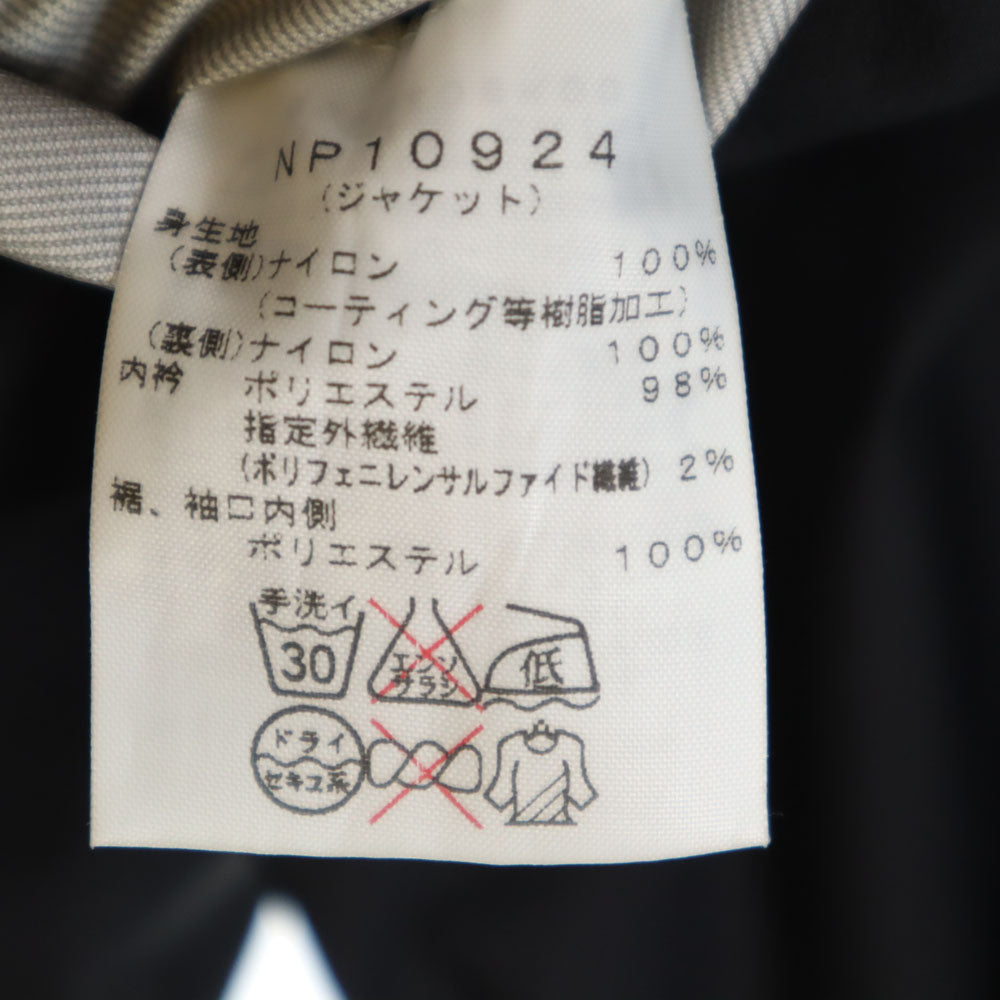 NP10924
(ジャケット)
身生地
(表側)ナイロン 100%
(コーティング等樹脂加工)
(裏側)ナイロン 100%
内衿 ポリエステル 98%
指定外繊維
(ポリフェニレンサルファイド繊維) 2%
裾、袖口内側
ポリエステル 100%
手洗イ
30
エンソ
サラシ
低
ドライ
セキユ系